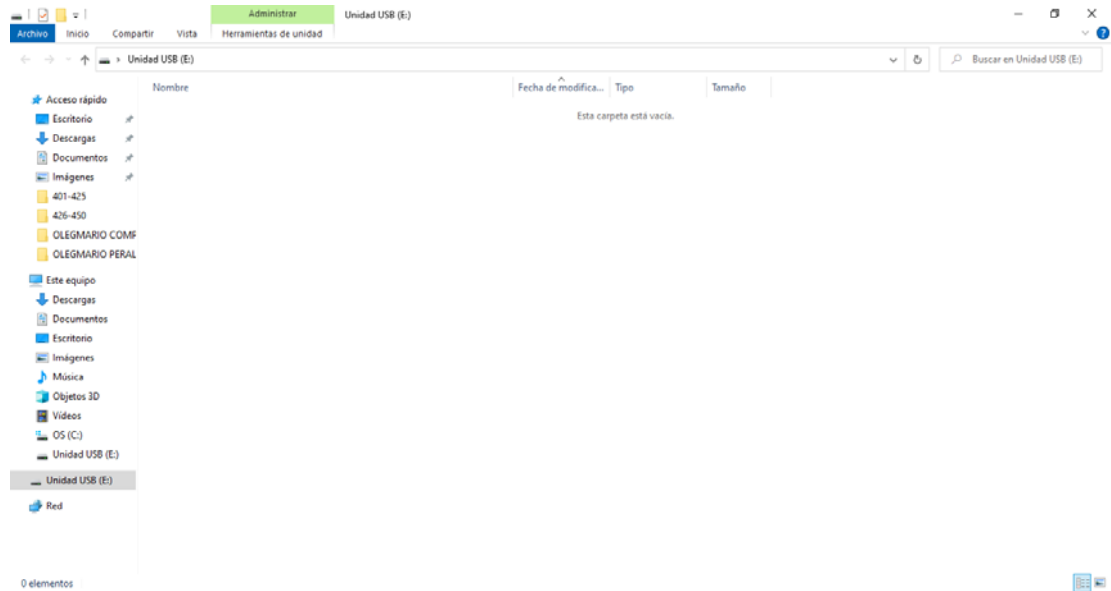 Administrar
Unidad USB (E:)
Archivo Inicio Compartir Vista Herramientas de unidad
Unidad USB (E:)
Buscar en Unidad USB (E:)
Nombre Fecha de modifica... Tipo Tamaño
Esta carpeta está vacía.
Acceso rápido
Escritorio
Descargas
Documentos
Imágenes
401-425
426-450
OLEGMARIO COMP
OLEGMARIO PERAL
Este equipo
Descargas
Documentos
Escritorio
Imágenes
Música
Objetos 3D
Vídeos
OS (C:)
Unidad USB (E:)
Unidad USB (E:)
Red
0 elementos